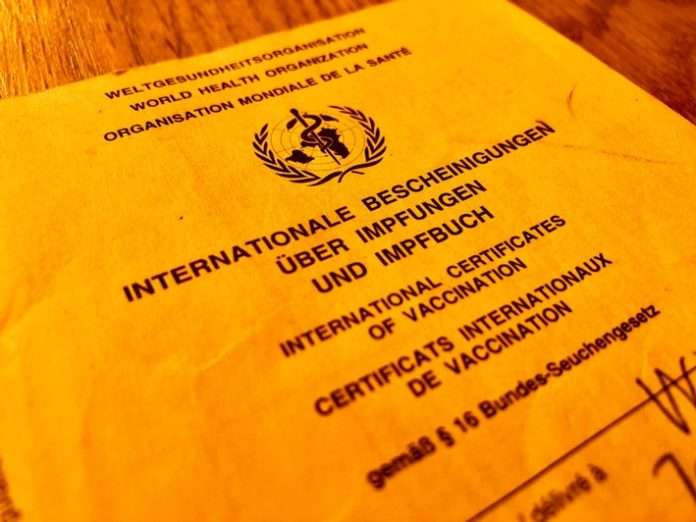 WELTGESUNDHEITSORGANISATION
WORLD HEALTH ORGANIZATION
ORGANISATION MONDIALE DE LA SANTÉ
INTERNATIONALE BESCHEINIGUNGEN
ÜBER IMPFUNGEN
UND IMPFBUCH
INTERNATIONAL CERTIFICATES
OF VACCINATION
CERTIFICATS INTERNATIONAUX
DE VACCINATION
gemäß § 16 Bundes-Seuchengesetz
délivré à